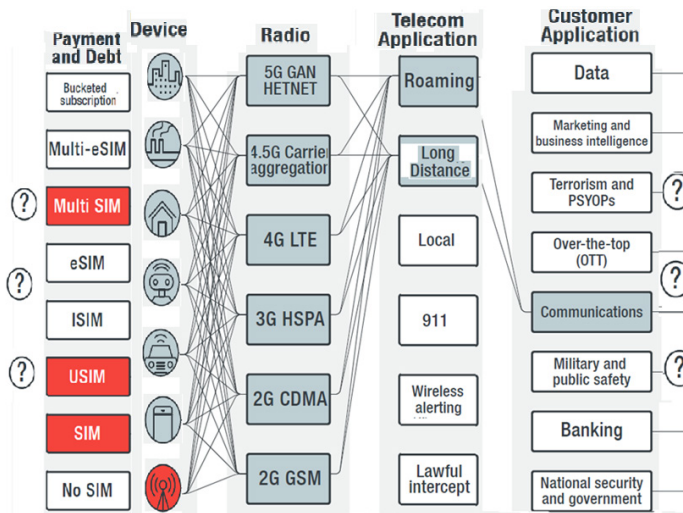 Payment
and Debt
Device
Radio
Telecom
Application
Customer
Application
Bucketed
subscription
Multi-eSIM
Multi SIM
eSIM
ISIM
USIM
SIM
No SIM
?
?
?
5G GAN
HETNET
4.5G Carrier
aggregation
4G LTE
3G HSPA
2G CDMA
2G GSM
Roaming
Long
Distance
Local
911
Wireless
alerting
Lawful
intercept
Data
Marketing and
business intelligence
Terrorism and
PSYOPs
Over-the-top
(OTT)
Communications
Military and
public safety
Banking
National security
and government
?
?
?